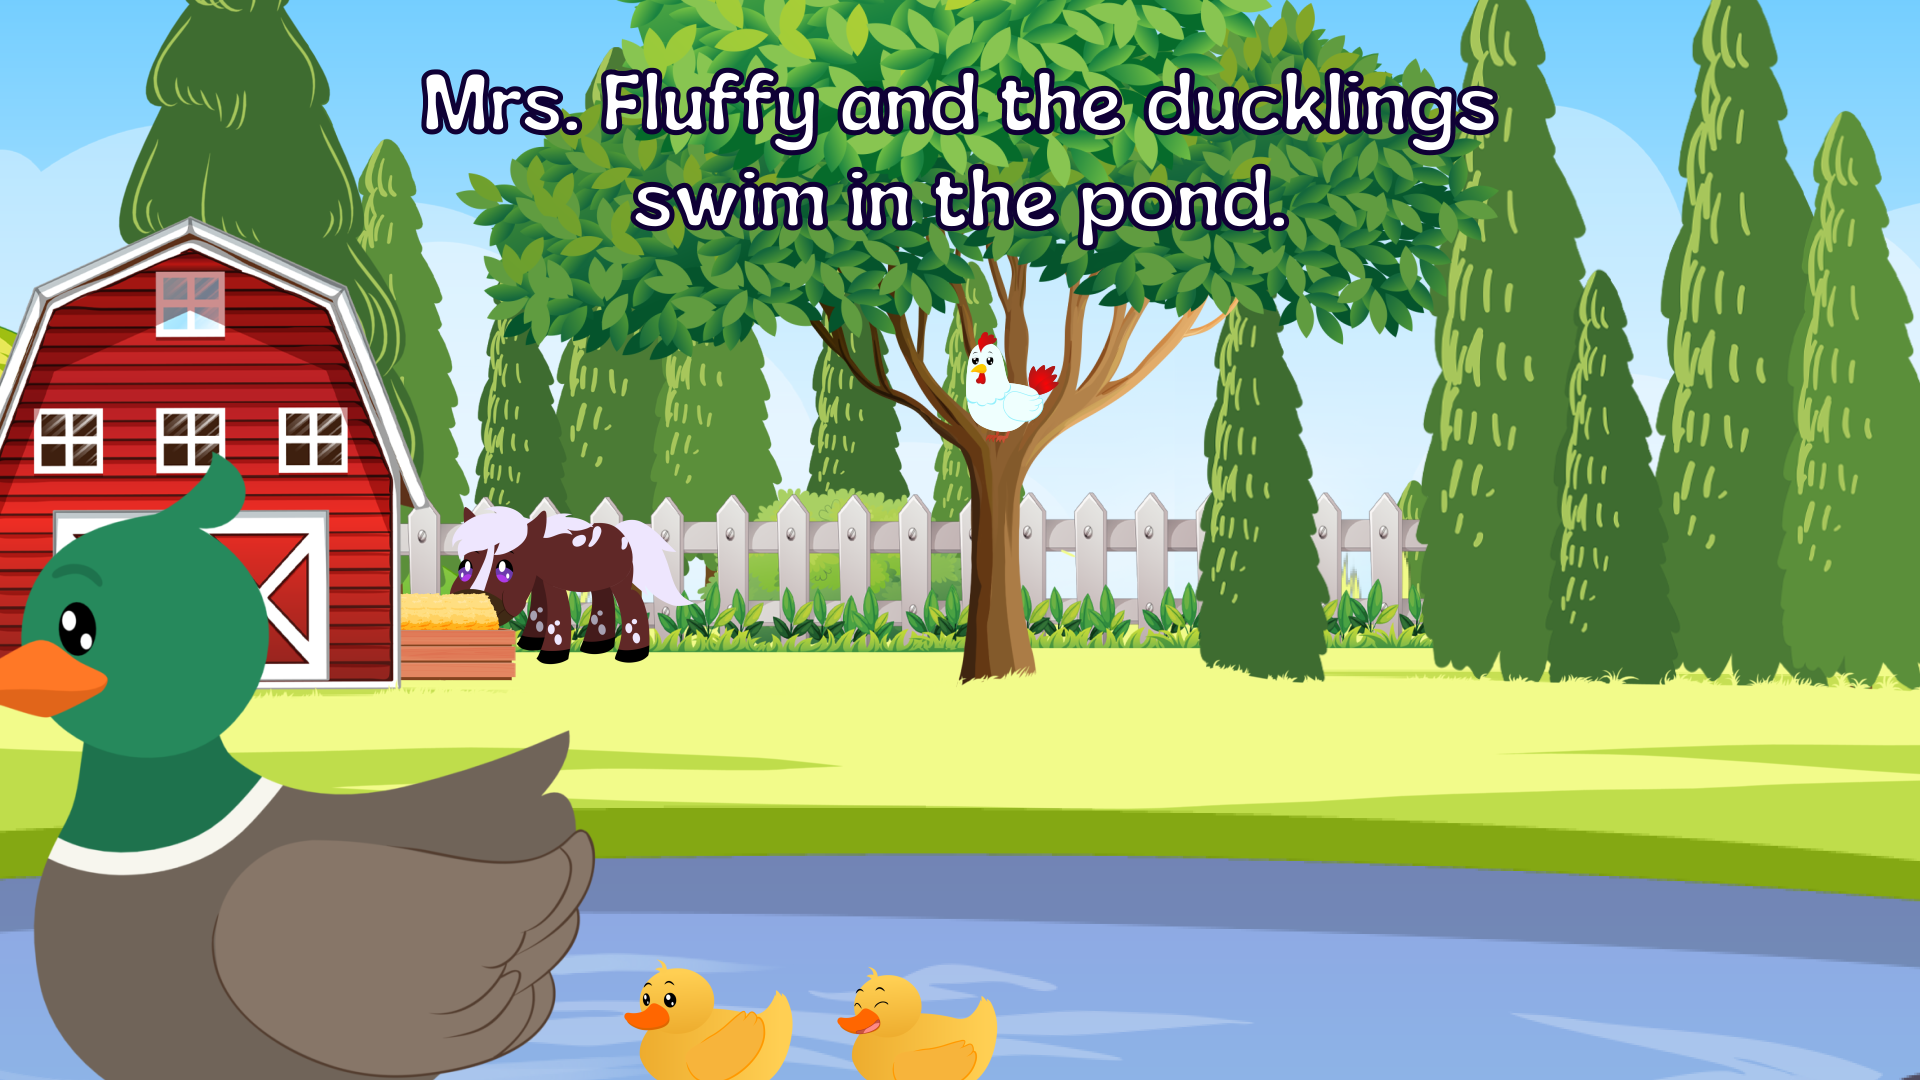 Mrs. Fluffy and the ducklings
swim in the pond.